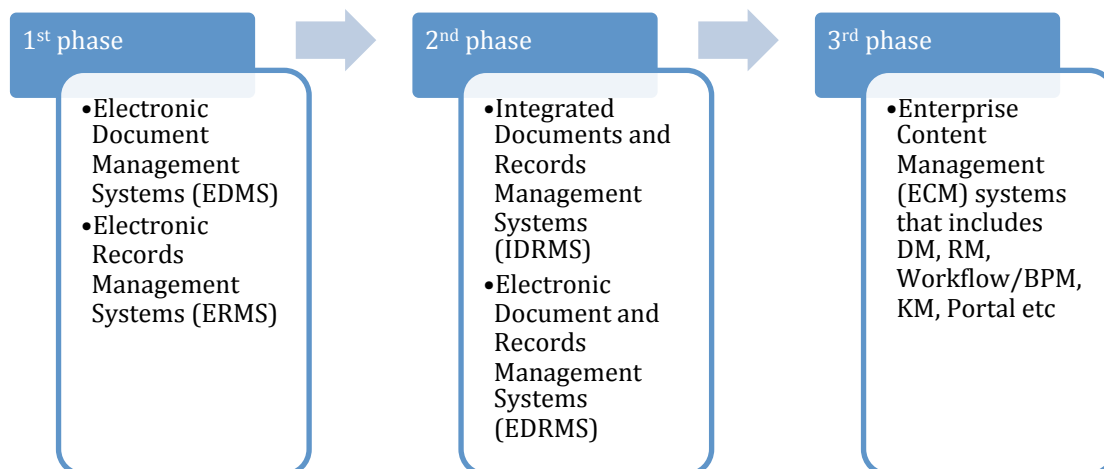 1st phase
•Electronic
Document
Management
Systems (EDMS)
•Electronic
Records
Management
Systems (ERMS)
2nd phase
•Integrated
Documents and
Records
Management
Systems
(IDRMS)
•Electronic
Document and
Records
Management
Systems
(EDRMS)
3rd phase
•Enterprise
Content
Management
(ECM) systems
that includes
DM, RM,
Workflow/BPM,
KM, Portal etc